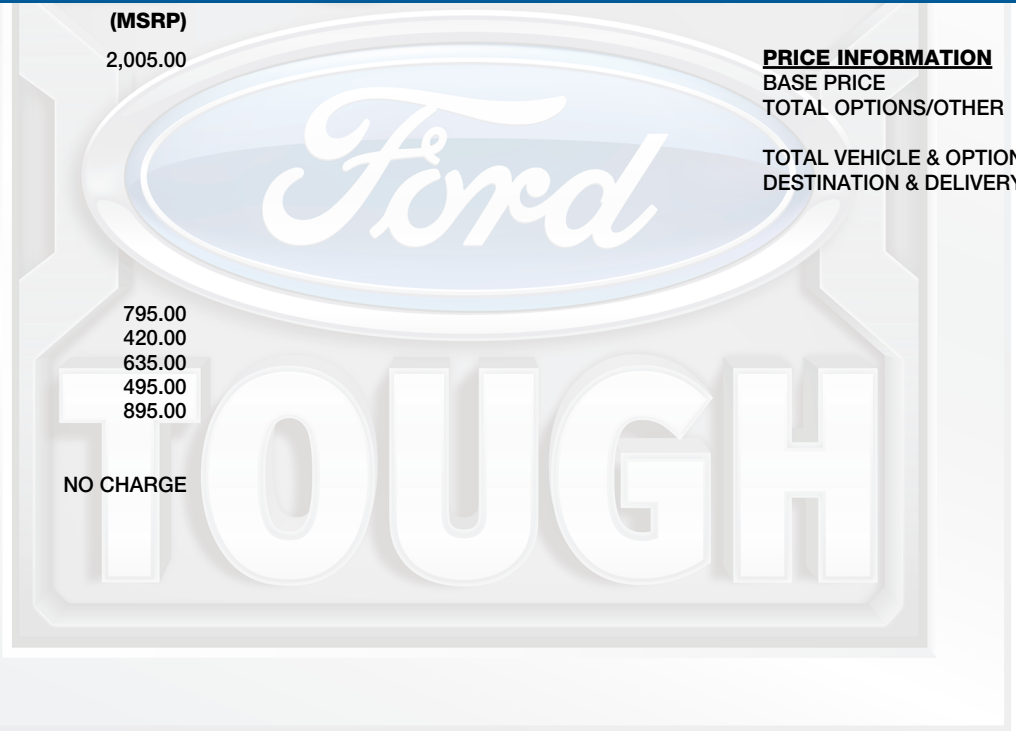 (MSRP)
2,005.00
795.00
420.00
635.00
495.00
895.00
NO CHARGE
PRICE INFORMATION
BASE PRICE
TOTAL OPTIONS/OTHER
TOTAL VEHICLE & OPTION
DESTINATION & DELIVERY
Ford
TOUGH